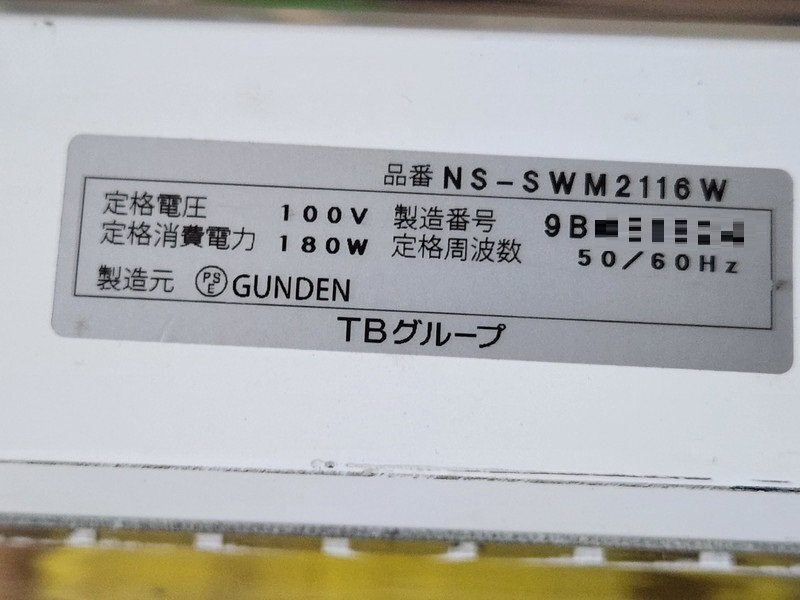 品番 NS-SWM2116W
定格電圧 100V 製造番号 9B
定格消費電力 180W 定格周波数 50/60Hz
製造元 PSE GUNDEN
TBグループ